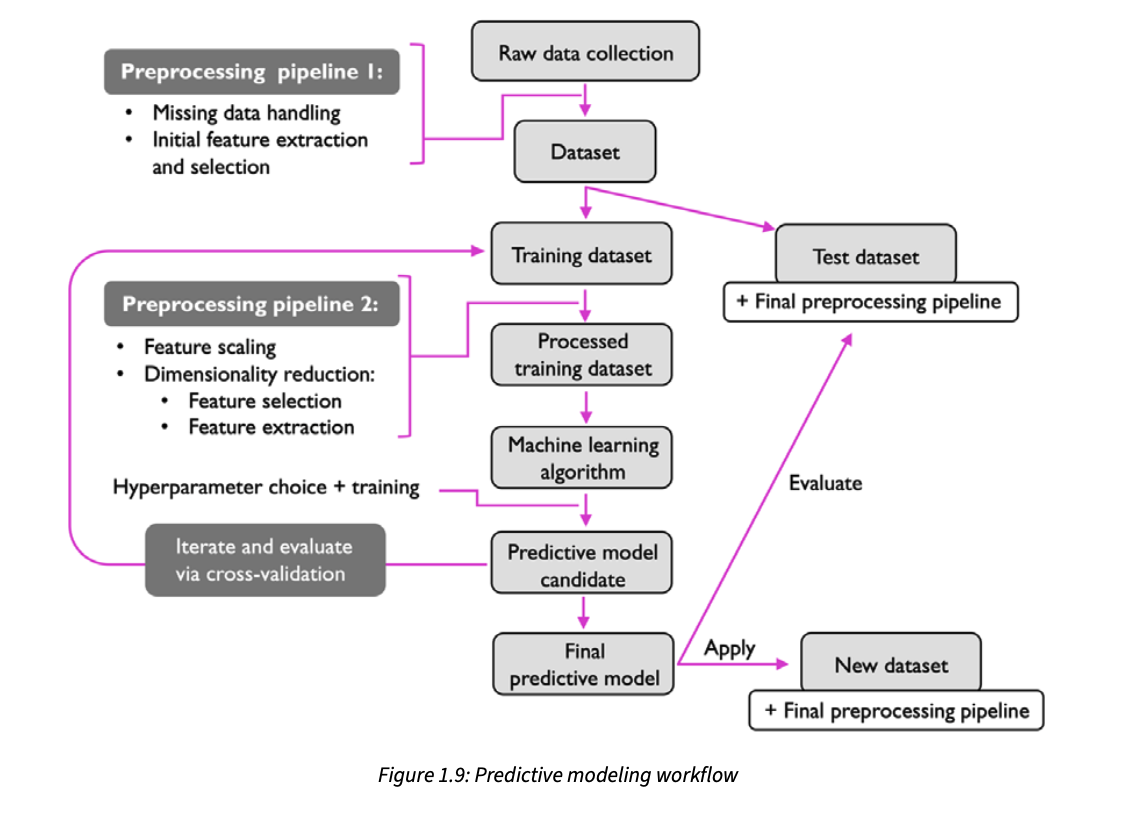 Raw data collection
Preprocessing pipeline 1:
• Missing data handling
• Initial feature extraction
and selection
Dataset
Training dataset
Test dataset
+ Final preprocessing pipeline
Preprocessing pipeline 2:
• Feature scaling
• Dimensionality reduction:
• Feature selection
• Feature extraction
Processed
training dataset
Machine learning
algorithm
Evaluate
Hyperparameter choice + training
Iterate and evaluate
via cross-validation
Predictive model
candidate
Final
predictive model
Apply
New dataset
+ Final preprocessing pipeline
Figure 1.9: Predictive modeling workflow